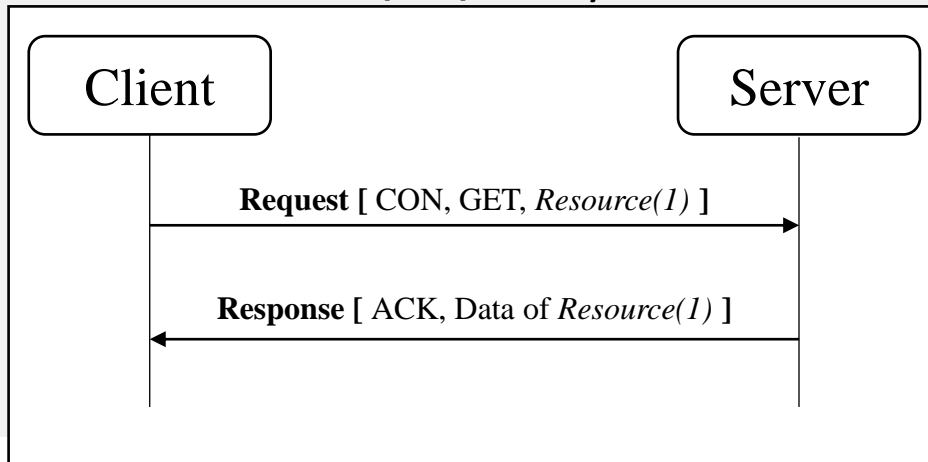 Client
Server
Request [ CON, GET, Resource(1) ]
Response [ ACK, Data of Resource(1) ]